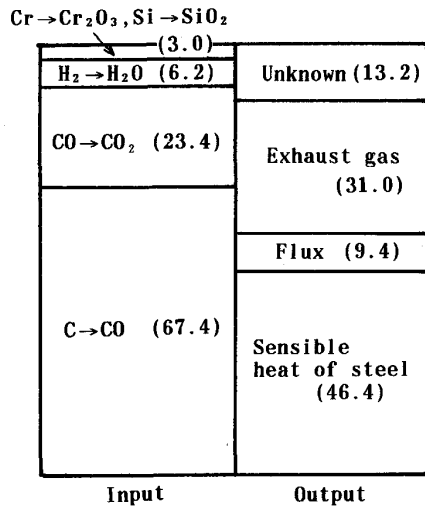 Cr→Cr₂O₃,Si→SiO₂
(3.0)
H₂→H₂O (6.2)
CO→CO₂ (23.4)
C→CO (67.4)
Input
Unknown(13.2)
Exhaust gas
(31.0)
Flux (9.4)
Sensible
heat of steel
(46.4)
Output